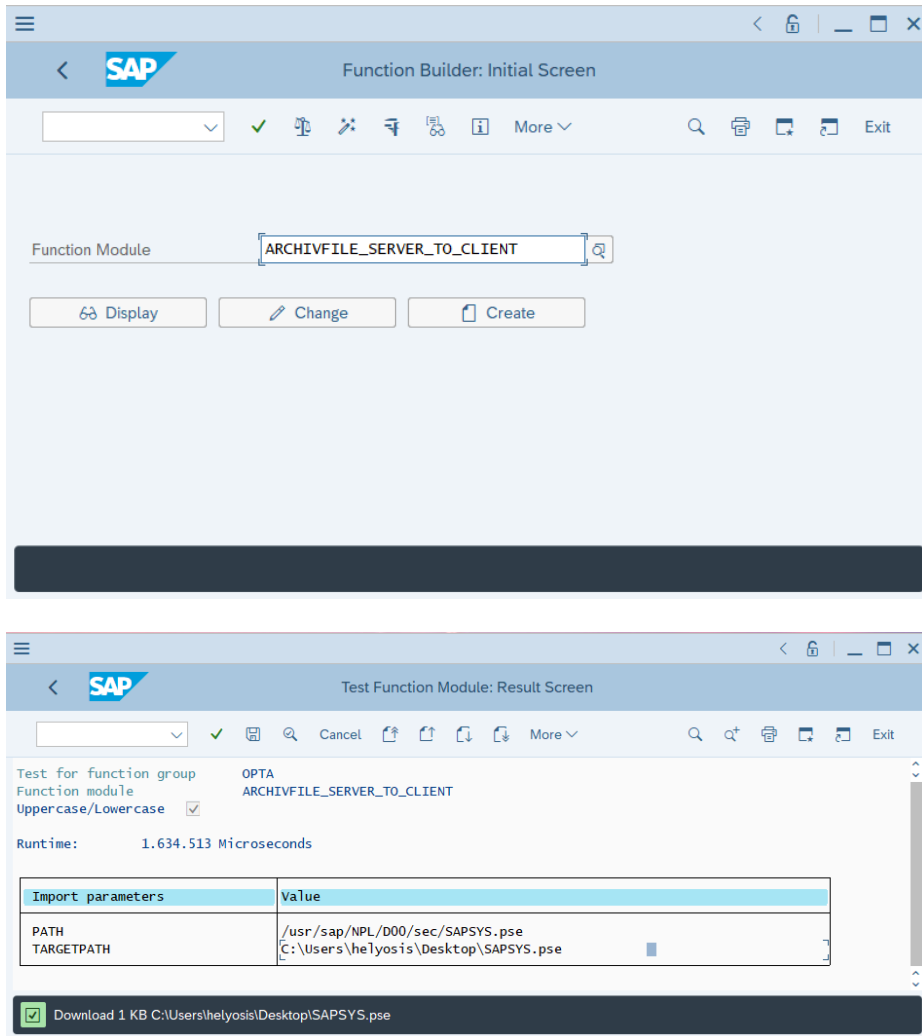 SAP
Function Builder: Initial Screen
More
Exit
Function Module
ARCHIVFILE_SERVER_TO_CLIENT
Display
Change
Create
SAP
Test Function Module: Result Screen
Cancel
More
Exit
Test for function group OPTA
Function module ARCHIVFILE_SERVER_TO_CLIENT
Uppercase/Lowercase
Runtime: 1.634.513 Microseconds
Import parameters Value
PATH /usr/sap/NPL/D00/sec/SAPSYS.pse
TARGETPATH C:\Users\helyosis\Desktop\SAPSYS.pse
Download 1 KB C:\Users\helyosis\Desktop\SAPSYS.pse